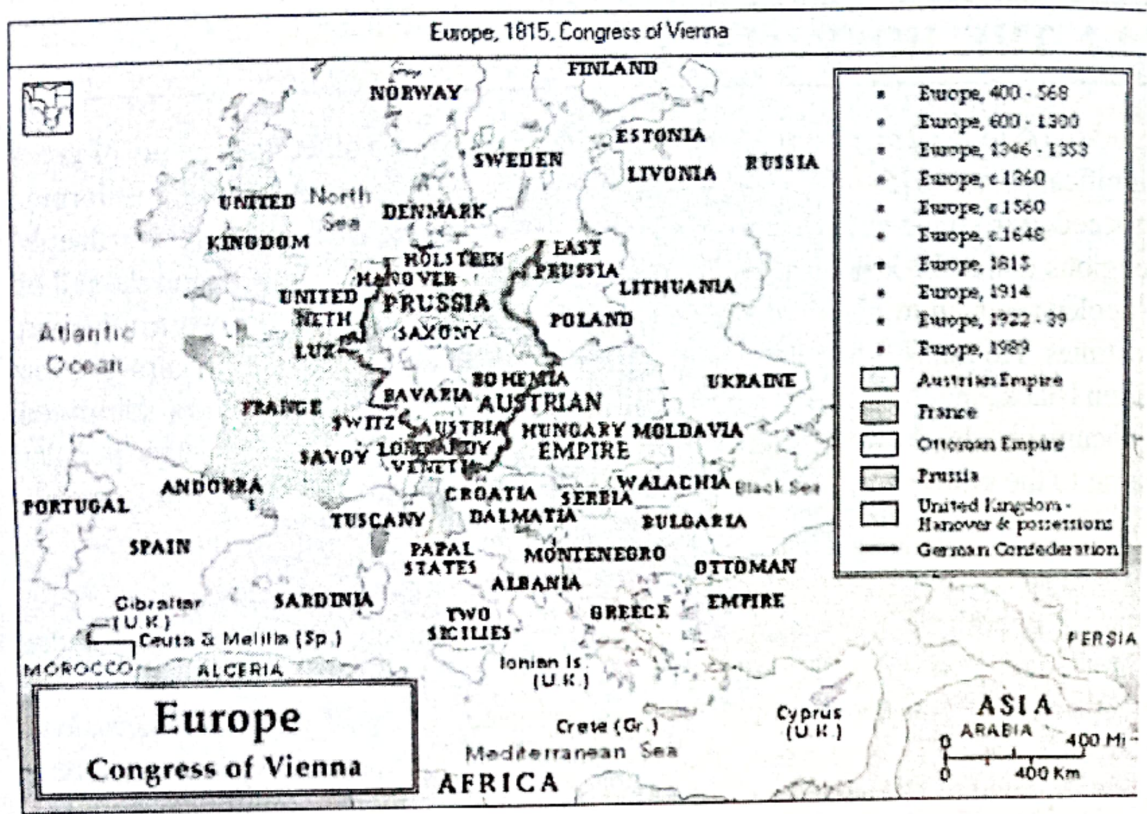 Europe, 1815, Congress of Vienna
FINLAND
NORWAY
ESTONIA
SWEDEN
RUSSIA
LIVONIA
UNITED
KINGDOM
North
Sea
DENMARK
HOLSTEIN
EAST
PRUSSIA
HANOVER
LITHUANIA
UNITED
NETH
PRUSSIA
SAXONY
POLAND
Atlantic
Ocean
LUX
BOHEMIA
UKRAINE
FRANCE
BAVARIA
AUSTRIAN
EMPIRE
SWITZ
AUSTRIA
HUNGARY
MOLDAVIA
SAVOY
LOMBARDY
VENETI
WALACHIA
Black Sea
ANDORRA
CROATIA
SERBIA
PORTUGAL
TUSCANY
DALMATIA
BULGARIA
SPAIN
PAPAL
STATES
MONTENEGRO
OTTOMAN
EMPIRE
ALBANIA
SARDINIA
GREECE
TWO
SICILIES
Gibraltar
(U.K.)
Ceuta & Melilla (Sp.)
MOROCCO
ALGERIA
Ionian Is.
(U.K.)
PERSIA
Crete (Gr.)
Cyprus
(U.K.)
ASIA
ARABIA
Mediterranean Sea
AFRICA
0
400 Mi
0
400 Km
Europe
Congress of Vienna
Europe, 400 - 568
Europe, 600 - 1300
Europe, 1346 - 1353
Europe, c.1360
Europe, c.1560
Europe, c.1648
Europe, 1815
Europe, 1914
Europe, 1922 - 39
Europe, 1989
Austrian Empire
France
Ottoman Empire
Prussia
United Kingdom -
Hanover & possessions
German Confederation